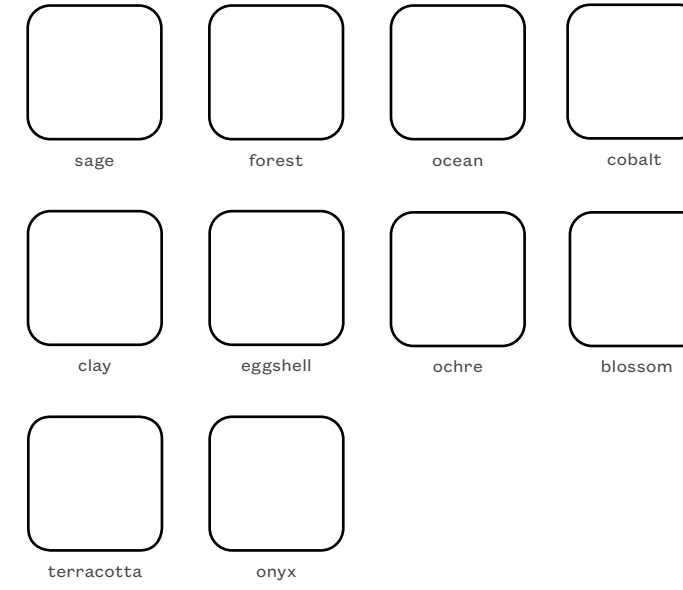 sage
forest
ocean
cobalt
clay
eggshell
ochre
blossom
terracotta
onyx